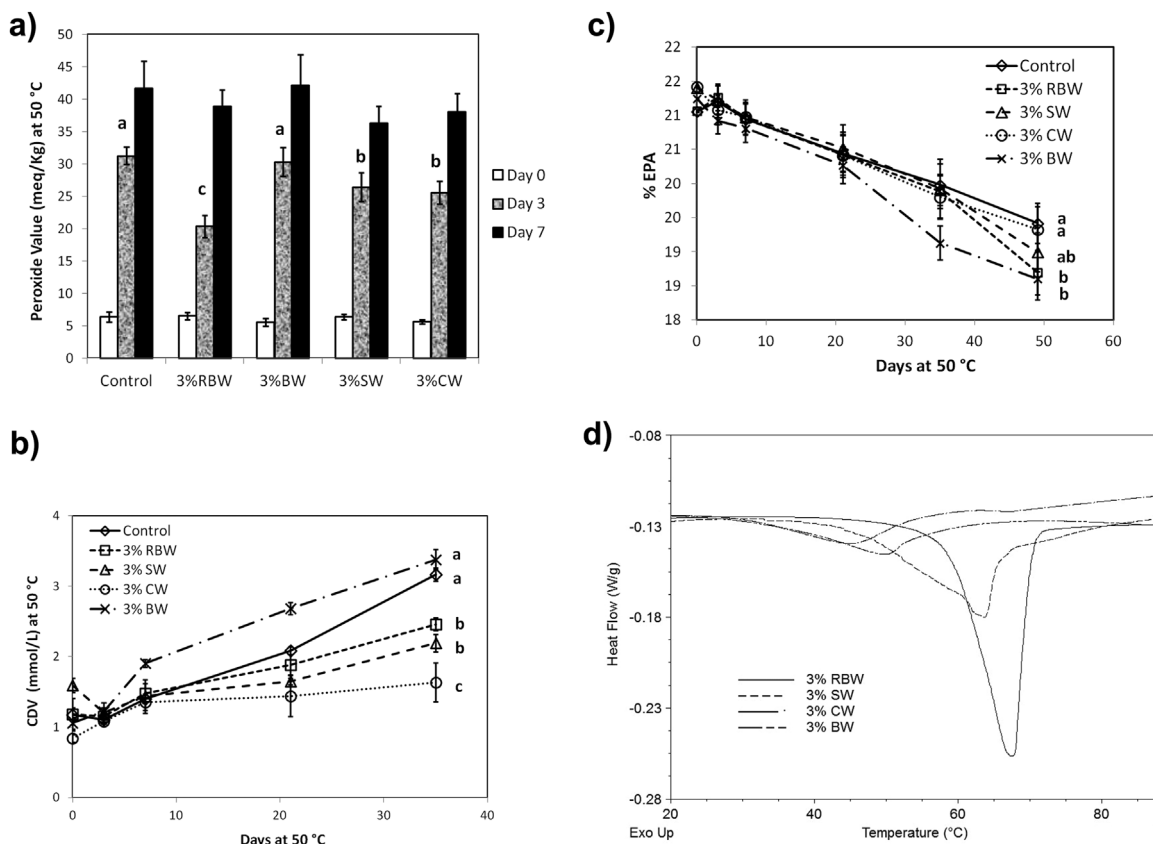 a)
Peroxide Value (meq/Kg) at 50 °C
50
45
40
35
30
25
20
15
10
5
0
a
c
a
b
b
Day 0
Day 3
Day 7
Control
3%RBW
3%BW
3%SW
3%CW
c)
% EPA
22
21
21
20
20
19
19
18
Control
3% RBW
3% SW
3% CW
3% BW
a
a
ab
b
b
0
10
20
30
40
50
60
Days at 50 °C
b)
CDV (mmol/L) at 50 °C
4
3
2
1
0
Control
3% RBW
3% SW
3% CW
3% BW
a
a
b
b
c
0
10
20
30
40
Days at 50 °C
d)
Heat Flow (W/g)
-0.08
-0.13
-0.18
-0.23
-0.28
3% RBW
3% SW
3% CW
3% BW
20
40
60
80
Exo Up
Temperature (°C)